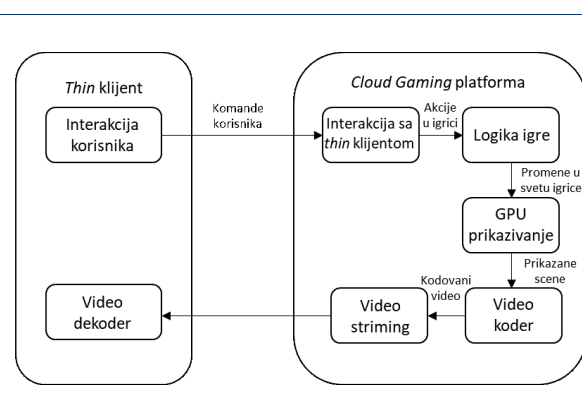 Thin klijent
Interakcija
korisnika
Komande
korisnika
Cloud Gaming platforma
Interakcija sa
thin klijentom
Akcije
u igrici
Logika igre
Promene u
svetu igrice
GPU
prikazivanje
Prikazane
scene
Video
koder
Kodovani
video
Video
striming
Video
dekoder